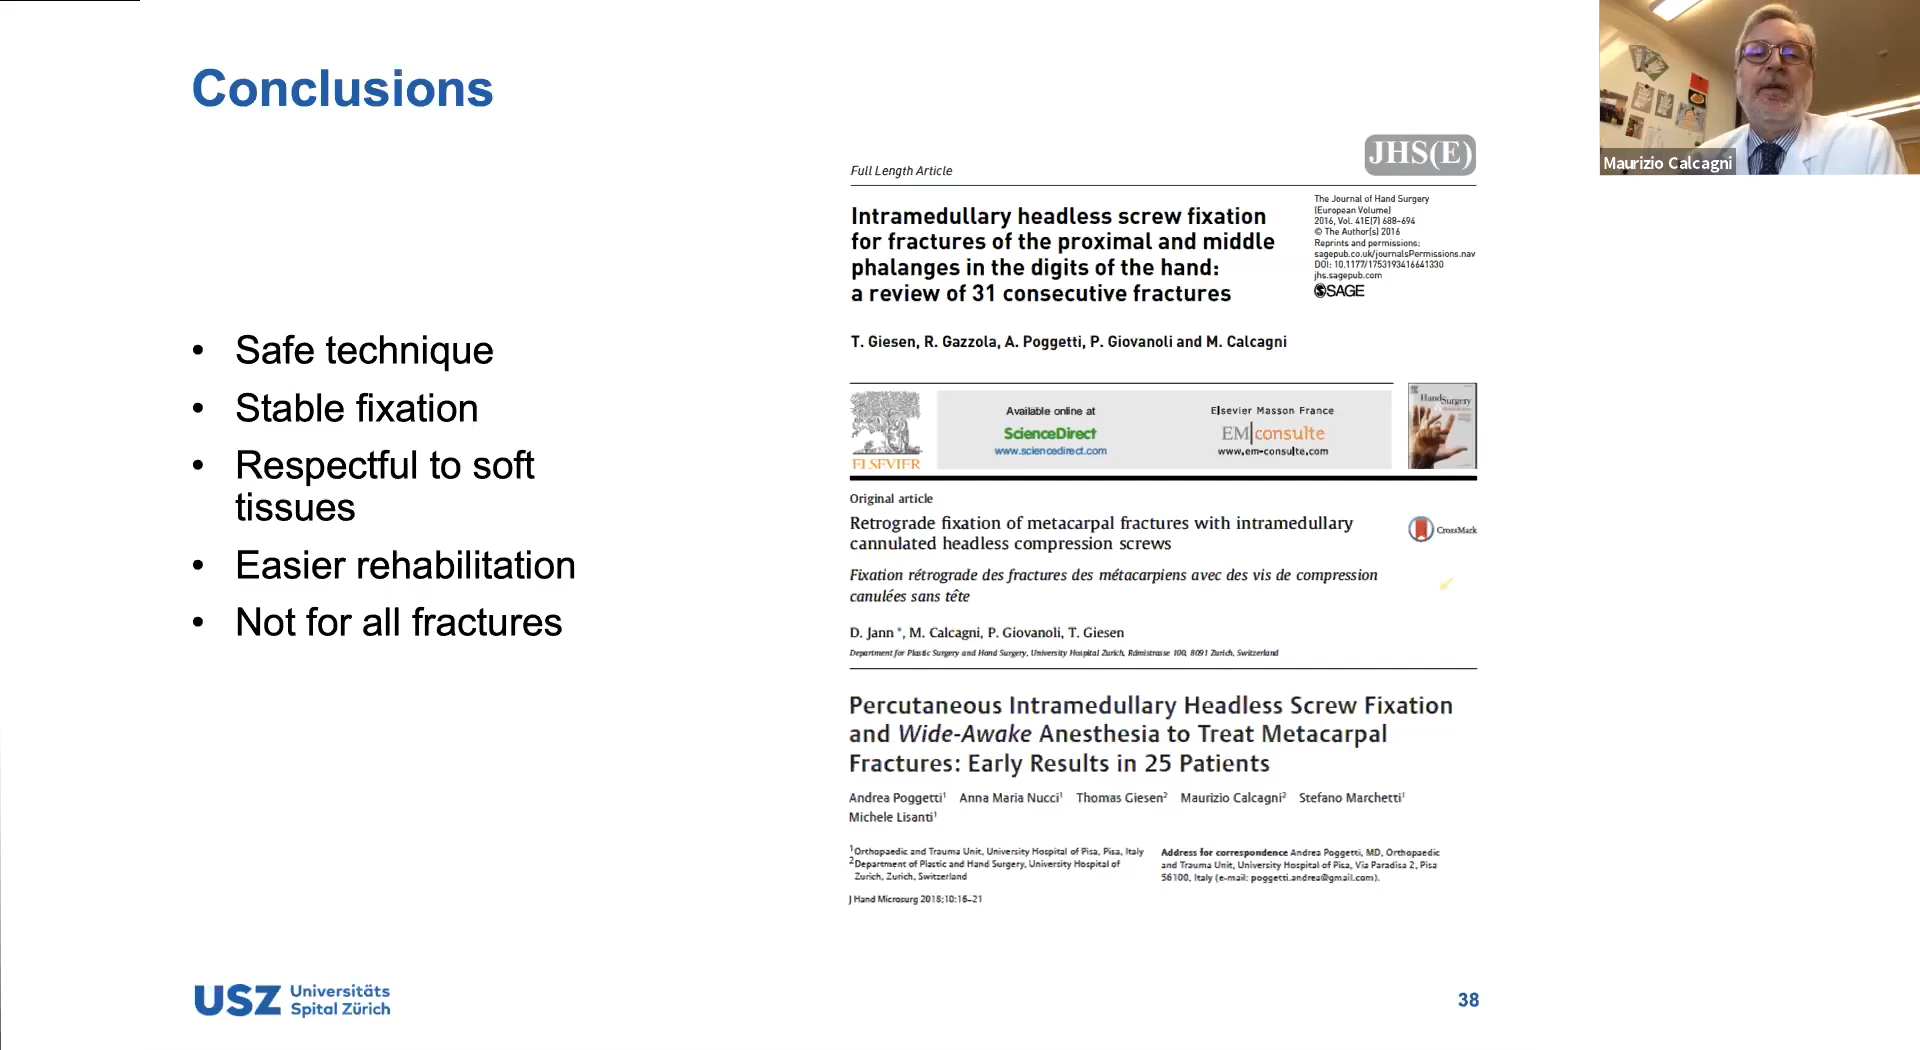 Conclusions
Maurizio Calcagni
• Safe technique
• Stable fixation
• Respectful to soft
tissues
• Easier rehabilitation
• Not for all fractures
JHS(E)
Full Length Article
Intramedullary headless screw fixation
for fractures of the proximal and middle
phalanges in the digits of the hand:
a review of 31 consecutive fractures
The Journal of Hand Surgery
(European Volume)
2016, Vol. 41E(7) 688–694
© The Author(s) 2016
Reprints and permissions:
sagepub.co.uk/journalsPermissions.nav
DOI: 10.1177/1753193416641330
jhs.sagepub.com
SAGE
T. Giesen, R. Gazzola, A. Poggetti, P. Giovanoli and M. Calcagni
ELSEVIER
Available online at
ScienceDirect
www.sciencedirect.com
Elsevier Masson France
EM|consulte
www.em-consulte.com
Hand Surgery
Original article
Retrograde fixation of metacarpal fractures with intramedullary
cannulated headless compression screws
CrossMark
Fixation rétrograde des fractures des métacarpiens avec des vis de compression
canulées sans tête
D. Jann *, M. Calcagni, P. Giovanoli, T. Giesen
Department for Plastic Surgery and Hand Surgery, University Hospital Zurich, Rämistrasse 100, 8091 Zurich, Switzerland
Percutaneous Intramedullary Headless Screw Fixation
and Wide-Awake Anesthesia to Treat Metacarpal
Fractures: Early Results in 25 Patients
Andrea Poggetti¹ Anna Maria Nucci¹ Thomas Giesen² Maurizio Calcagni² Stefano Marchetti¹
Michele Lisanti¹
¹Orthopaedic and Trauma Unit, University Hospital of Pisa, Pisa, Italy
²Department of Plastic and Hand Surgery, University Hospital of
Zurich, Zurich, Switzerland
Address for correspondence Andrea Poggetti, MD, Orthopaedic
and Trauma Unit, University Hospital of Pisa, Via Paradisa 2, Pisa
56100, Italy (e-mail: poggetti.andrea@gmail.com).
J Hand Microsurg 2018;10:16–21
USZ Universitäts
Spital Zürich
38